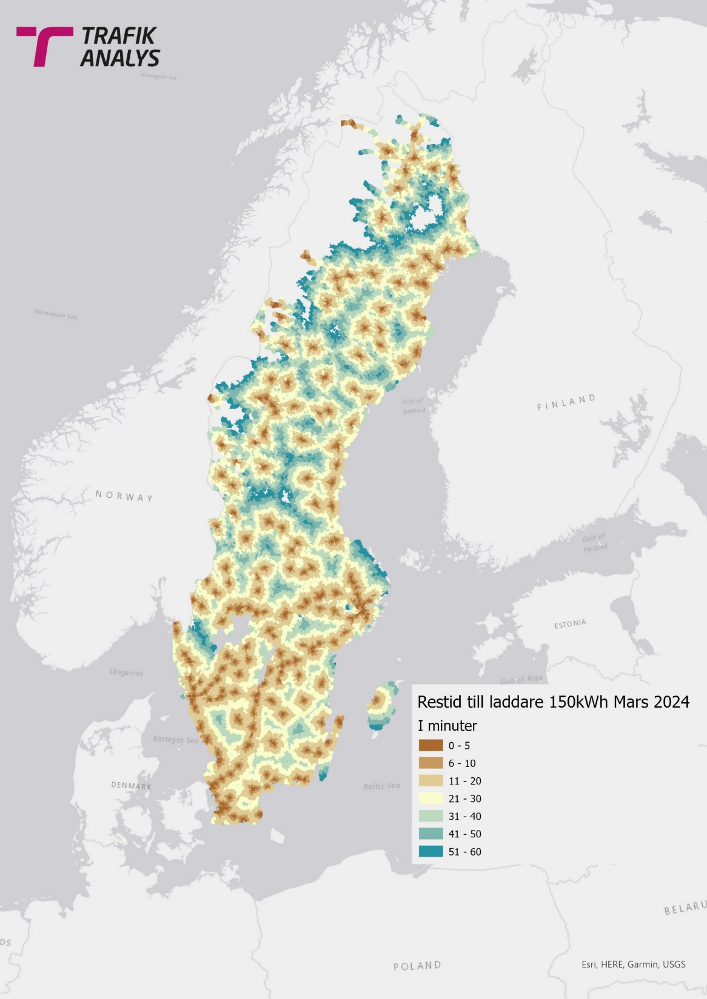 TRAFIK
ANALYS
Norwegian Sea
Norwegian Sea
Gulf of
Bothnia
FINLAND
NORWAY
Gulf of
Finland
ESTONIA
Skagerrak
Gulf of Riga
Kattegat Sea
DENMARK
Baltic Sea
Restid till laddare 150kWh Mars 2024
I minuter
0 - 5
6 - 10
11 - 20
21 - 30
31 - 40
41 - 50
51 - 60
BELARU
DS
POLAND
Esri, HERE, Garmin, USGS